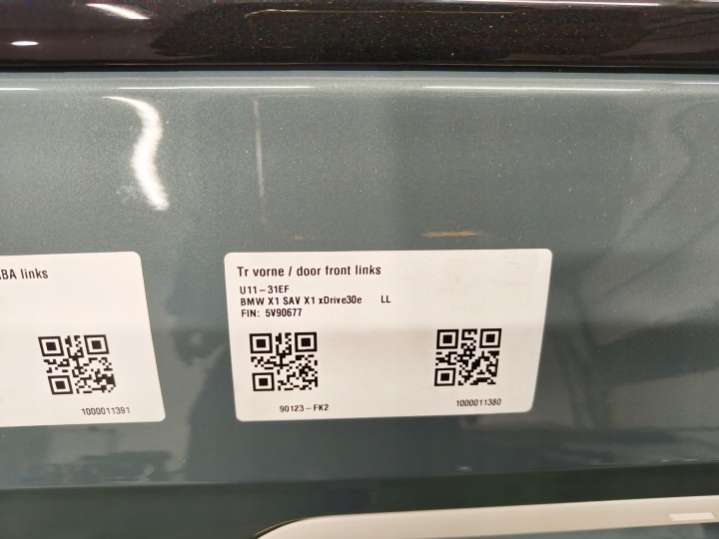 BA links
1000011391
Tr vorne / door front links
U11-31EF
BMW X1 SAV X1 xDrive30e LL
FIN: 5V90677
90123-FK2
1000011380